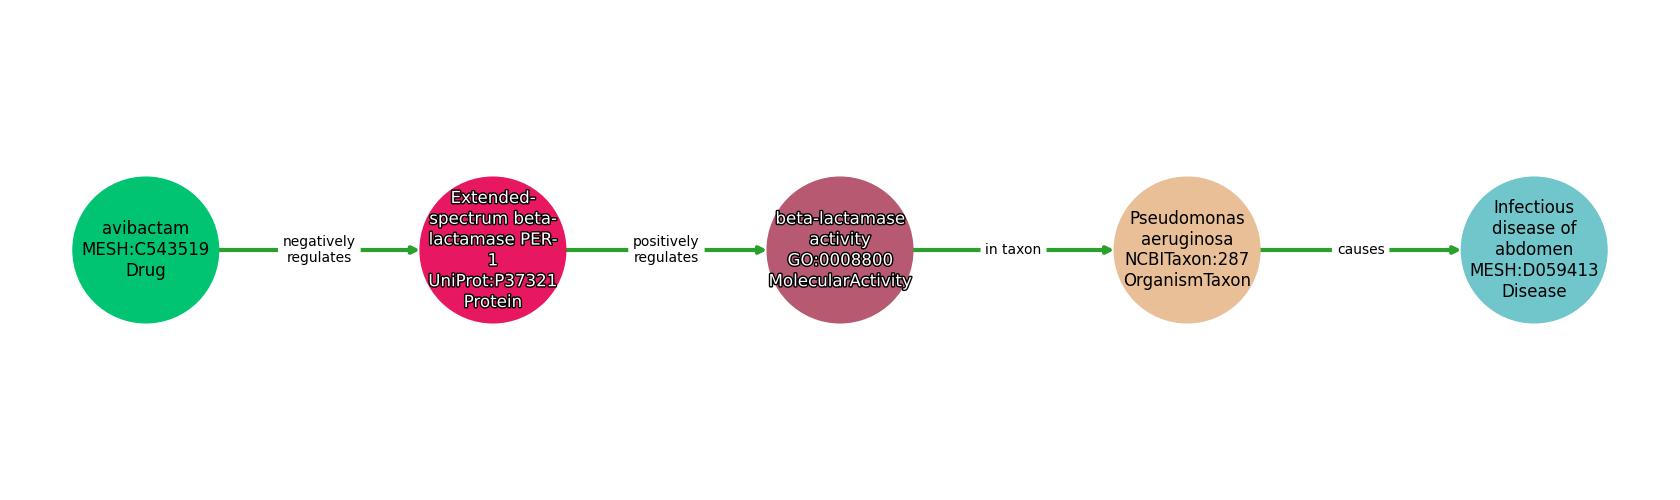 avibactam
MESH:C543519
Drug
negatively
regulates
Extended-
spectrum beta-
lactamase PER-
1
UniProt:P37321
Protein
positively
regulates
beta-lactamase
activity
GO:0008800
MolecularActivity
in taxon
Pseudomonas
aeruginosa
NCBITaxon:287
OrganismTaxon
causes
Infectious
disease of
abdomen
MESH:D059413
Disease